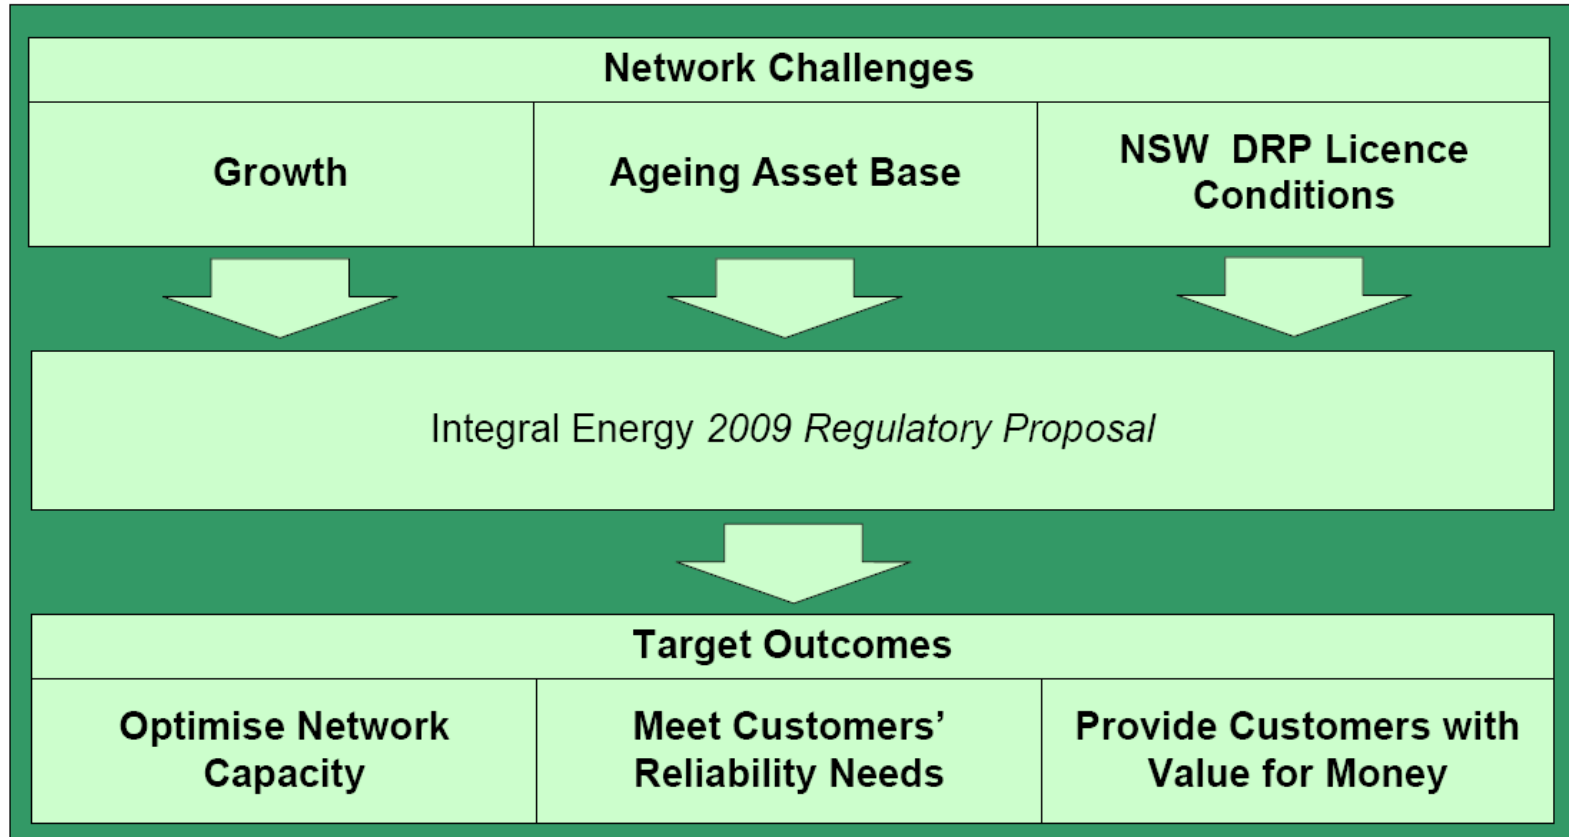 Network Challenges
Growth
Ageing Asset Base
NSW DRP Licence
Conditions
Integral Energy 2009 Regulatory Proposal
Target Outcomes
Optimise Network
Capacity
Meet Customers’
Reliability Needs
Provide Customers with
Value for Money